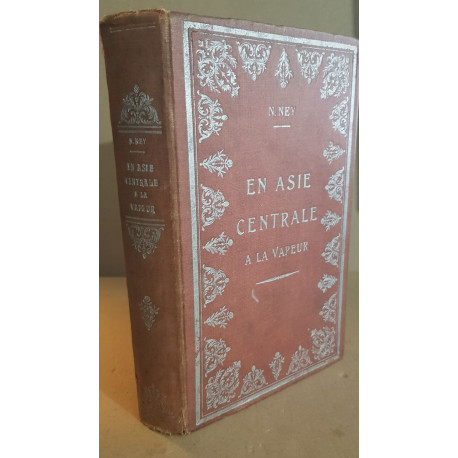 N. NEY
EN ASIE
CENTRALE
A LA
VAPEUR
N. NEY
EN ASIE
CENTRALE
A LA VAPEUR